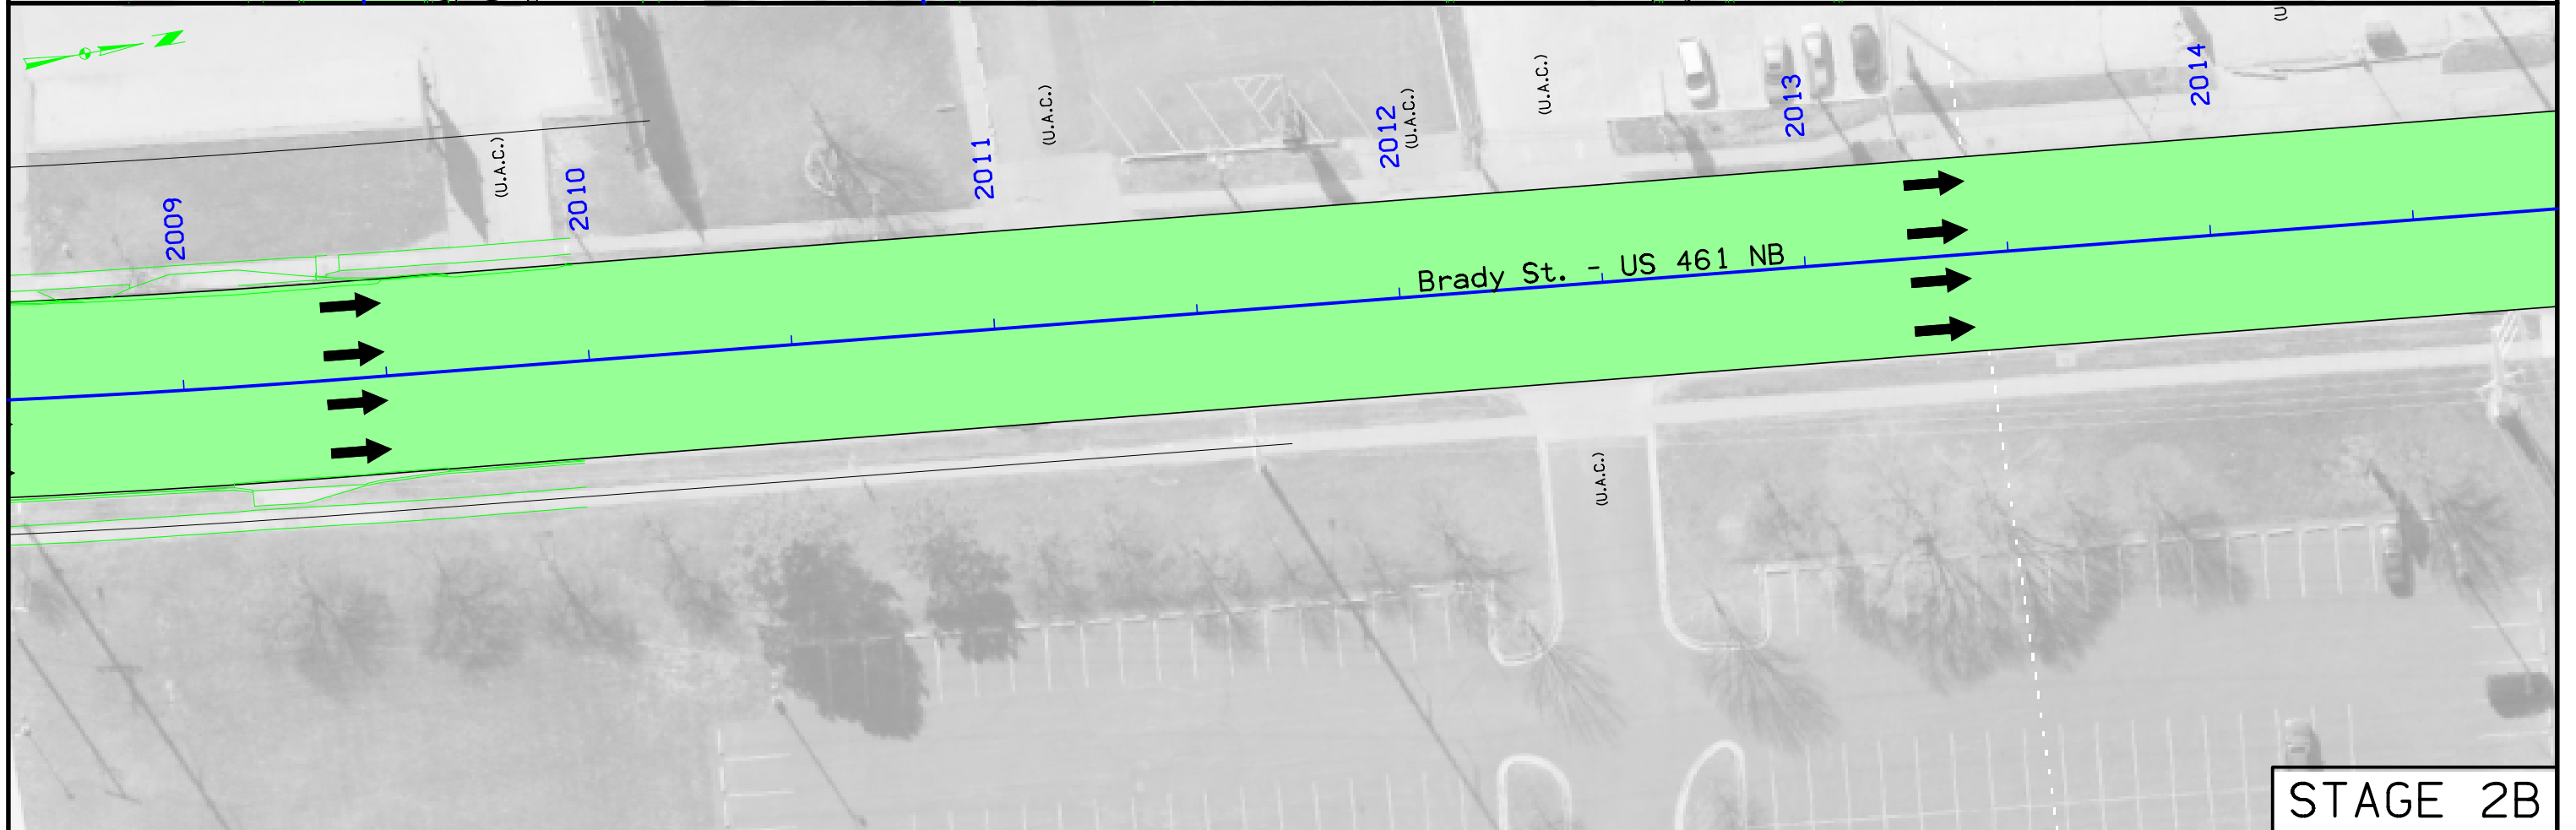 2009
(U.A.C.)
2010
2011
(U.A.C.)
2012
(U.A.C.)
(U.A.C.)
2013
2014
Brady St. - US 461 NB
(U.A.C.)
STAGE 2B